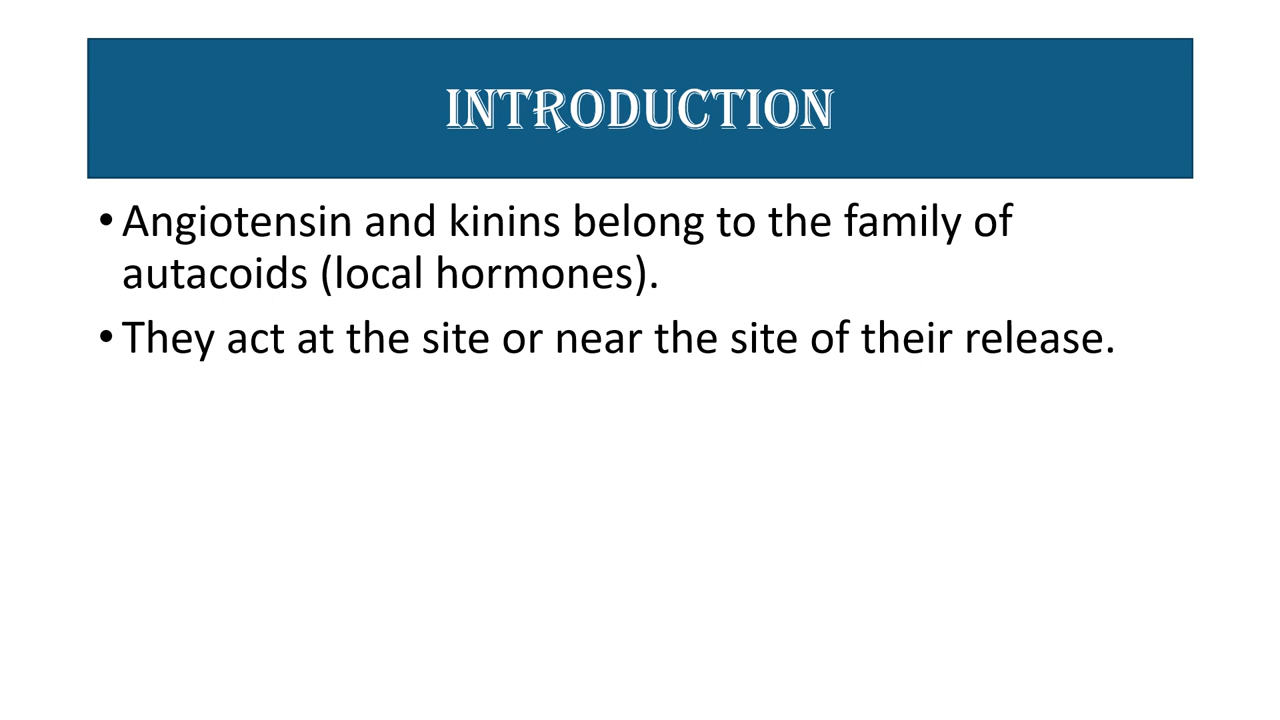 INTRODUCTION
• Angiotensin and kinins belong to the family of
autacoids (local hormones).
• They act at the site or near the site of their release.